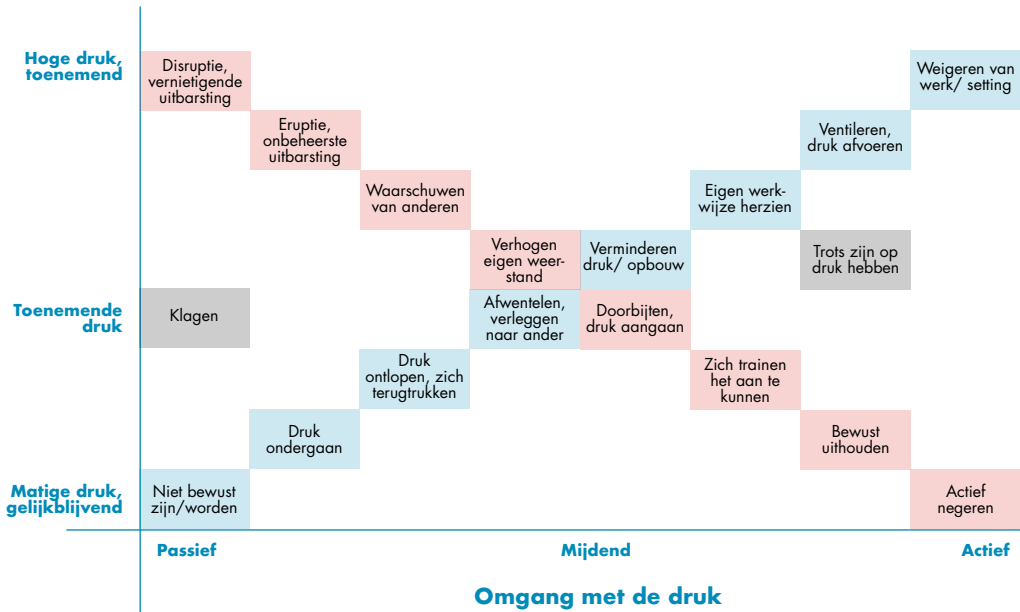 Hoge druk,
toenemend
Disruptie,
vernietigende
uitbarsting
Weigeren van
werk/ setting
Eruptie,
onbeheerste
uitbarsting
Ventileren,
druk afvoeren
Waarschuwen
van anderen
Eigen werk-
wijze herzien
Verhogen
eigen weer-
stand
Verminderen
druk/ opbouw
Trots zijn op
druk hebben
Toenemende
druk
Klagen
Afwentelen,
verleggen
naar ander
Doorbijten,
druk aangaan
Druk
ontlopen, zich
terugtrukken
Zich trainen
het aan te
kunnen
Druk
ondergaan
Bewust
uithouden
Matige druk,
gelijkblijvend
Niet bewust
zijn/worden
Actief
negeren
Passief
Mijdend
Actief
Omgang met de druk